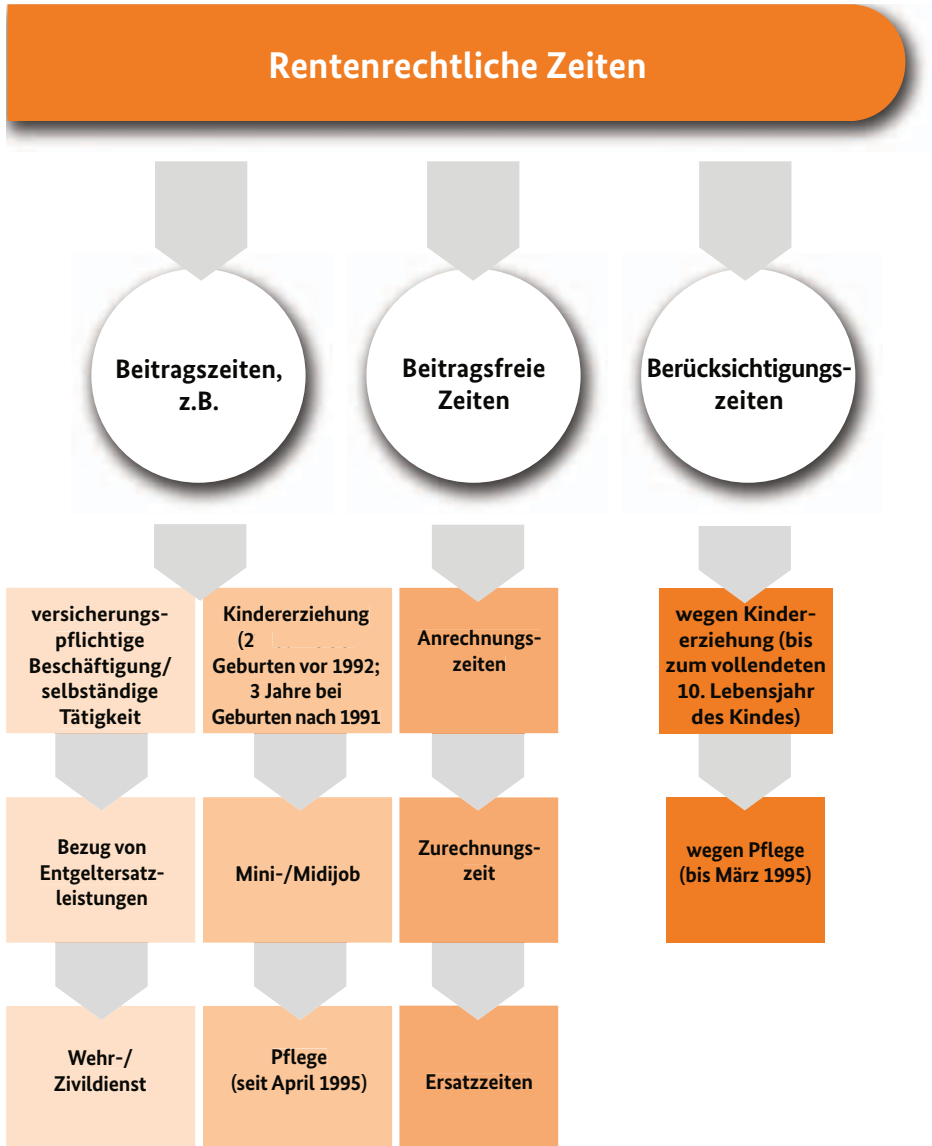 Rentenrechtliche Zeiten
Beitragszeiten,
z.B.
Beitragsfreie
Zeiten
Berücksichtigungs-
zeiten
versicherungs-
pflichtige
Beschäftigung/
selbständige
Tätigkeit
Kindererziehung
(2
Geburten vor 1992;
3 Jahre bei
Geburten nach 1991
Anrechnungs-
zeiten
wegen Kinder-
erziehung (bis
zum vollendeten
10. Lebensjahr
des Kindes)
Bezug von
Entgeltersatz-
leistungen
Mini-/Midijob
Zurechnungs-
zeit
wegen Pflege
(bis März 1995)
Wehr-/
Zivildienst
Pflege
(seit April 1995)
Ersatzzeiten